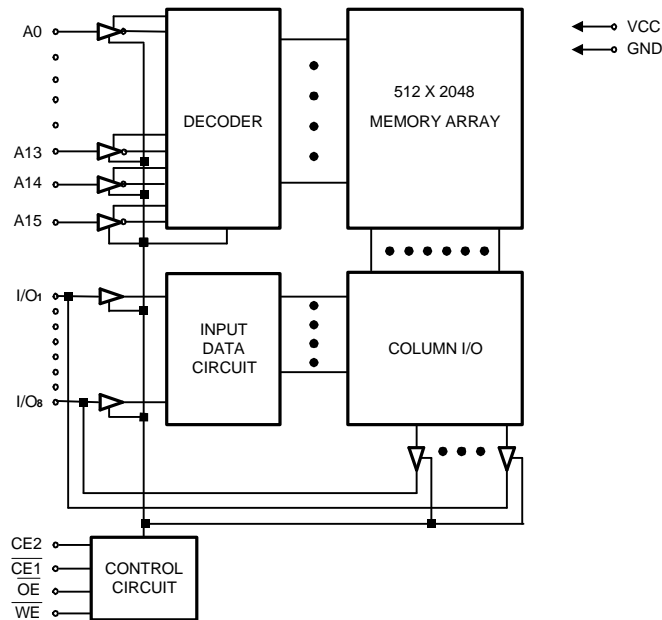 A0
A13
A14
A15
DECODER
512 X 2048
MEMORY ARRAY
VCC
GND
I/O1
I/O8
INPUT
DATA
CIRCUIT
COLUMN I/O
CE2
CE1
OE
WE
CONTROL
CIRCUIT